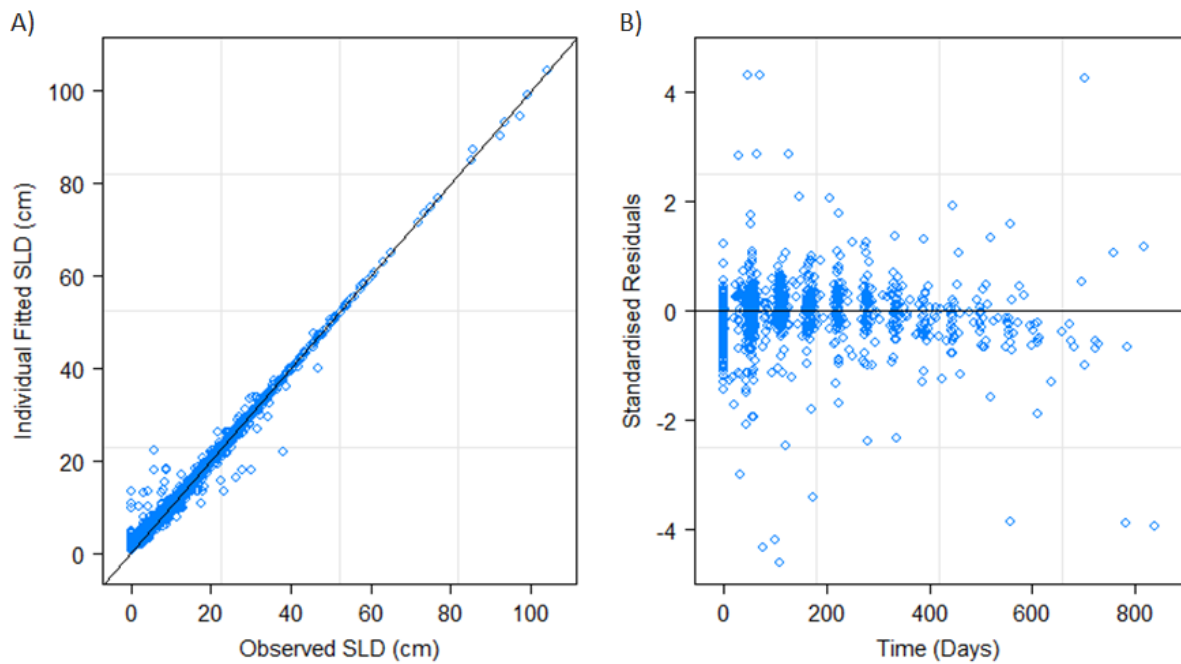 A)
Individual Fitted SLD (cm)
100
80
60
40
20
0
0 20 40 60 80 100
Observed SLD (cm)
B)
Standardised Residuals
4
2
0
-2
-4
0 200 400 600 800
Time (Days)